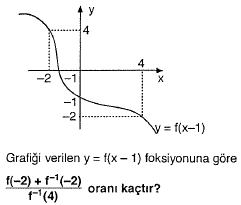 y
4
4
-2
-1
x
-1
-2
y = f(x-1)
Grafiği verilen y = f(x - 1) foksiyonuna göre
f(-2) + f⁻¹(-2)
f⁻¹(4)
oranı kaçtır?